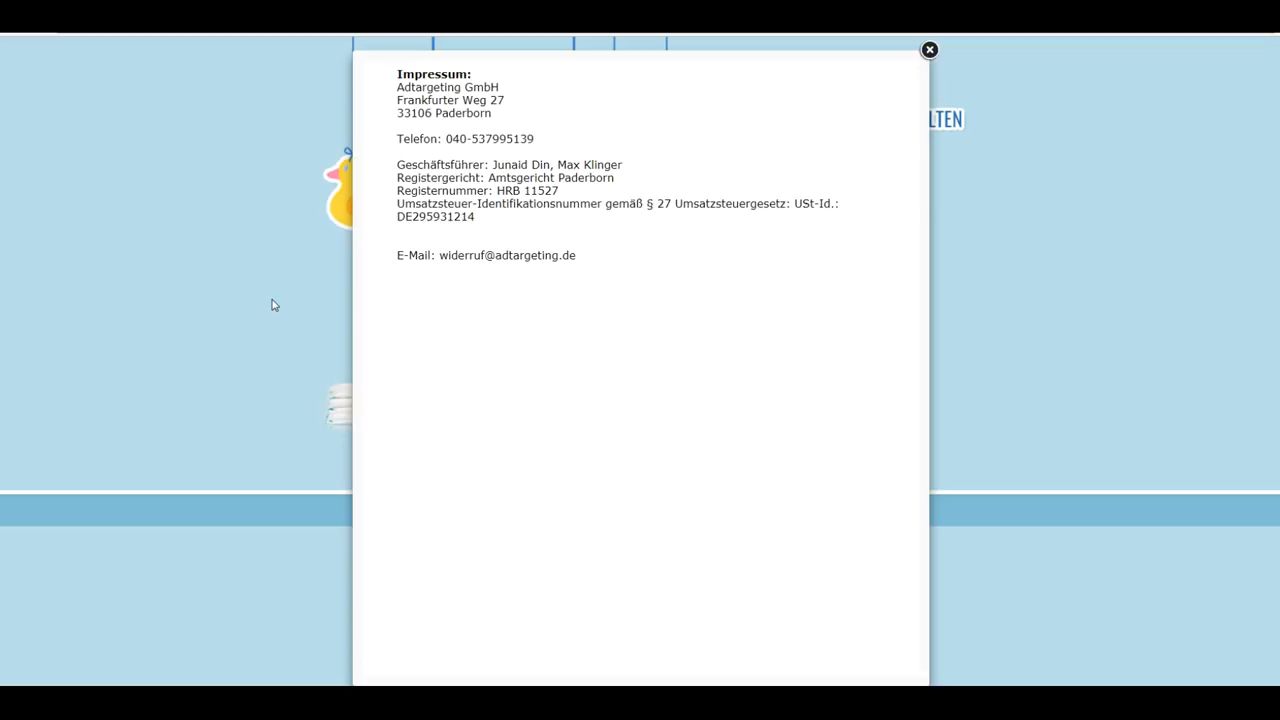 Impressum:
Adtargeting GmbH
Frankfurter Weg 27
33106 Paderborn
LTEN
Telefon: 040-537995139
Geschäftsführer: Junaid Din, Max Klinger
Registergericht: Amtsgericht Paderborn
Registernummer: HRB 11527
Umsatzsteuer-Identifikationsnummer gemäß § 27 Umsatzsteuergesetz: USt-Id.:
DE295931214
E-Mail: widerruf@adtargeting.de